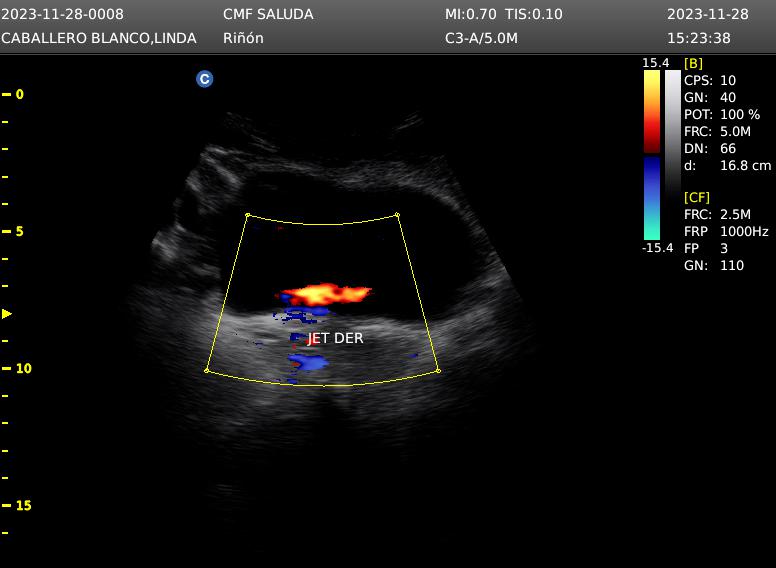 2023-11-28-0008 CMF SALUDA MI:0.70 TIS:0.10 2023-11-28
CABALLERO BLANCO,LINDA Riñón C3-A/5.0M 15:23:38
C
15.4 [B]
CPS: 10
GN: 40
POT: 100 %
FRC: 5.0M
DN: 66
d: 16.8 cm
[CF]
FRC: 2.5M
FRP 1000Hz
-15.4 FP 3
GN: 110
0
5
JET DER
10
15